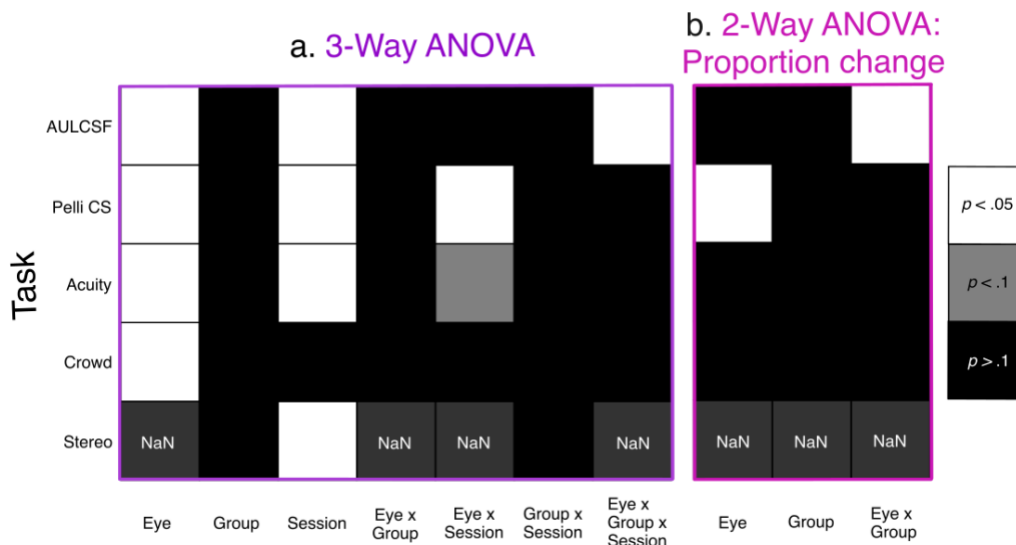 a. 3-Way ANOVA
b. 2-Way ANOVA:
Proportion change
Task
AULCSF
Pelli CS
Acuity
Crowd
Stereo
NaN
NaN
NaN
NaN
NaN
NaN
NaN
p < .05
p < .1
p > .1
Eye
Group
Session
Eye x
Group
Eye x
Session
Group x
Session
Eye x
Group x
Session
Eye
Group
Eye x
Group